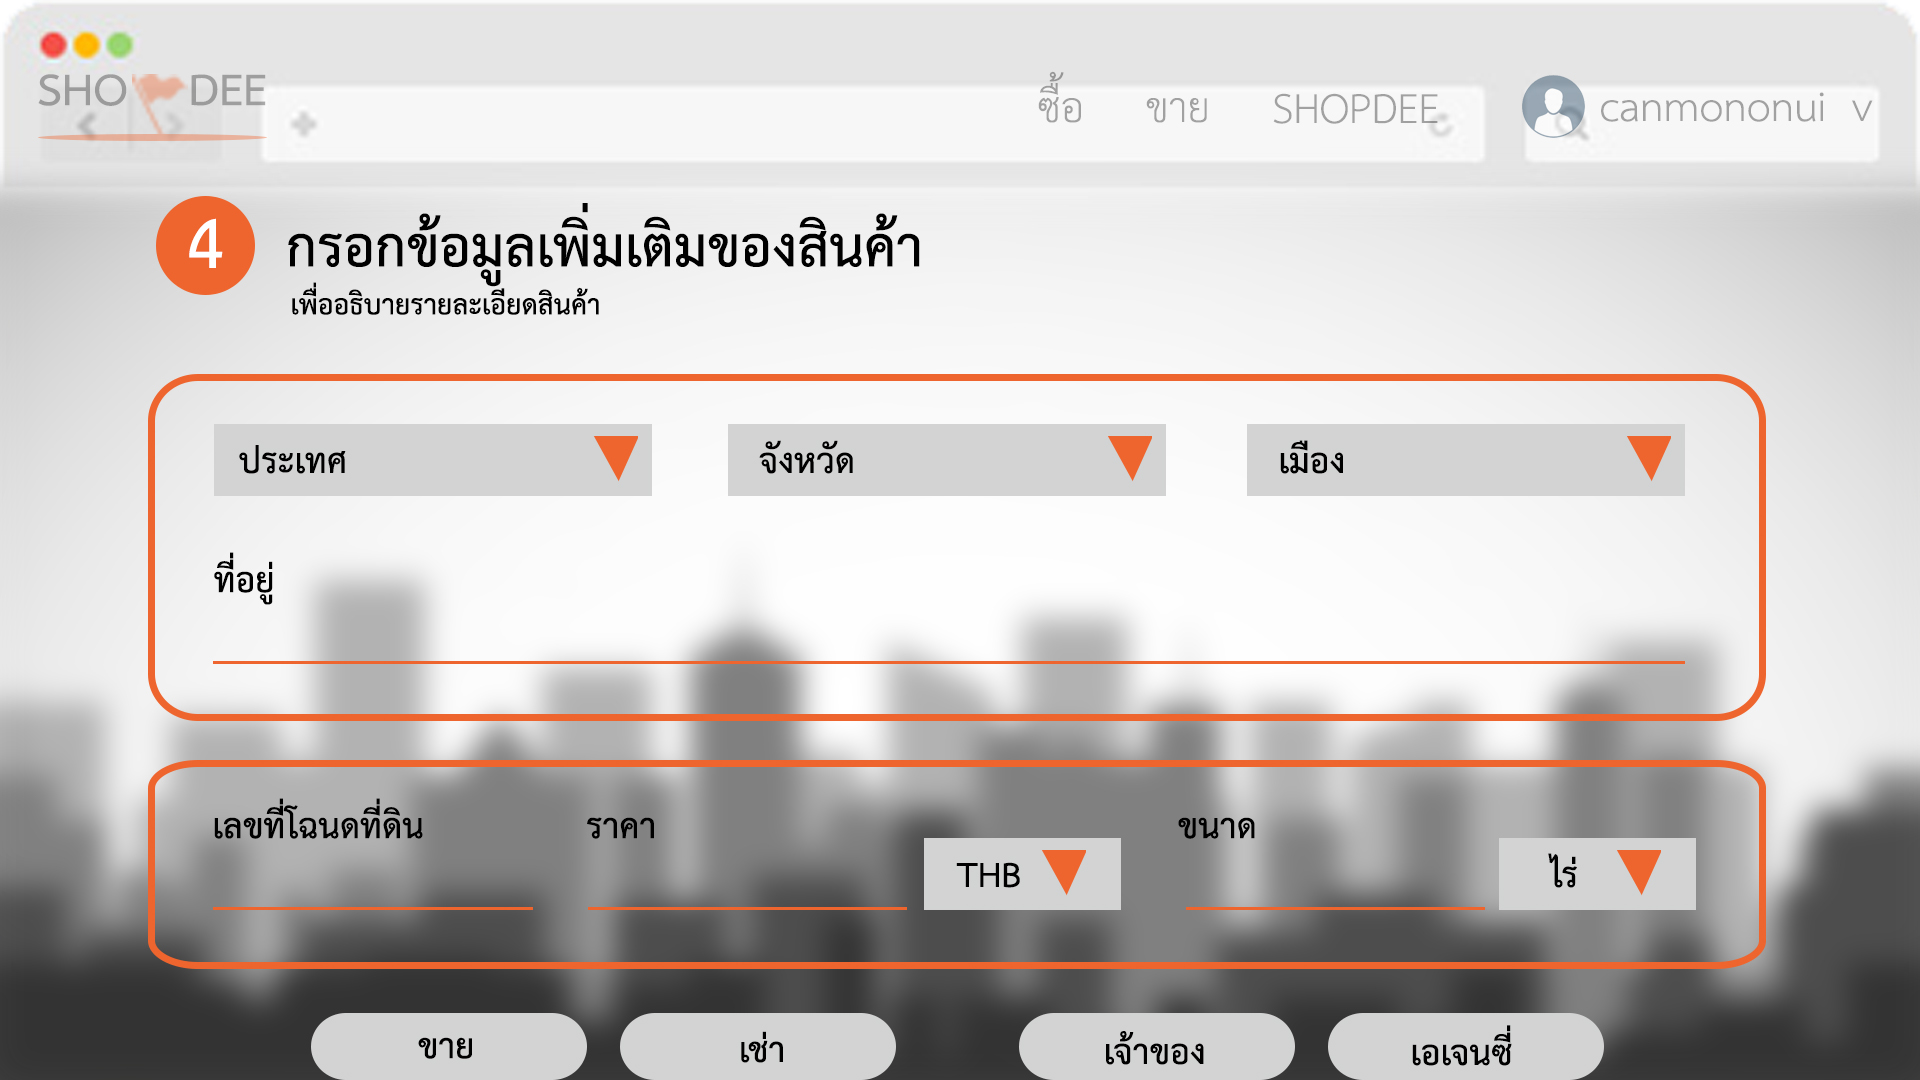 SHOPDEE
ซื้อ ขาย SHOPDEE canmononui v
4 กรอกข้อมูลเพิ่มเติมของสินค้า
เพื่ออธิบายรายละเอียดสินค้า
ประเทศ จังหวัด เมือง
ที่อยู่
เลขที่โฉนดที่ดิน ราคา ขนาด
THB ไร่
ขาย เช่า เจ้าของ เอเจนซี่